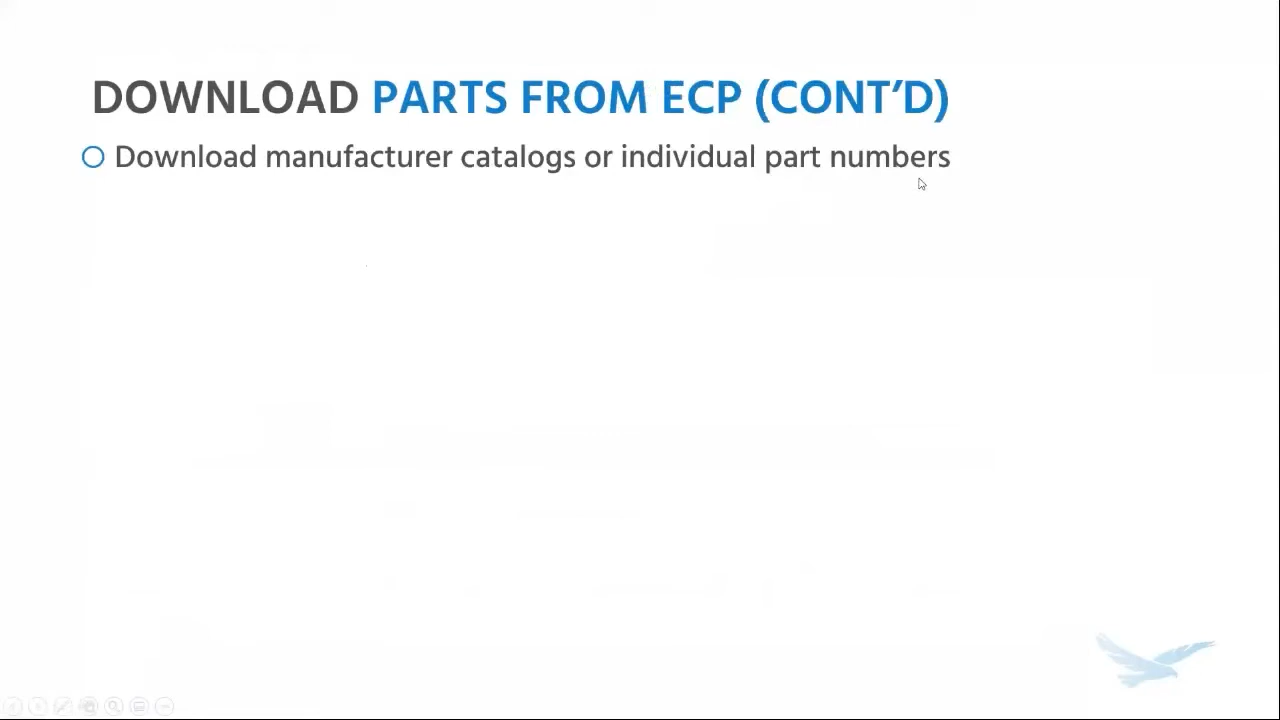 DOWNLOAD PARTS FROM ECP (CONT’D)
Download manufacturer catalogs or individual part numbers